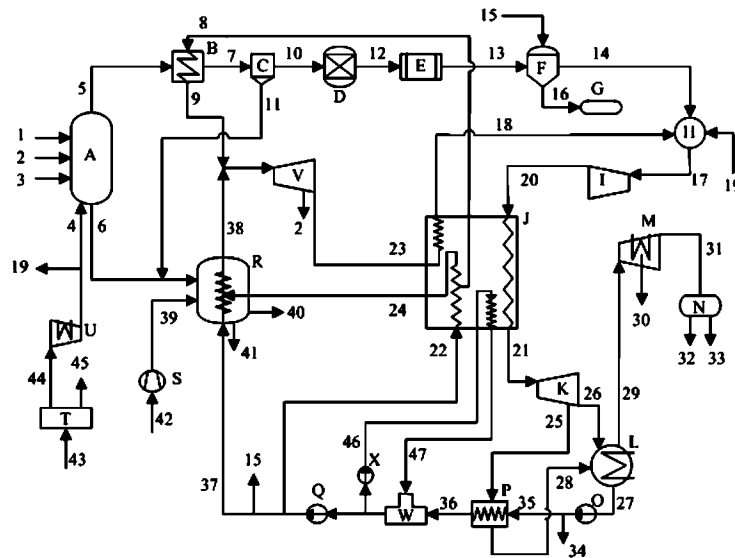 8
15
5
B
7
C
10
12
E
13
F
14
D
16
G
9
11
1
2
3
A
18
H
17
19
20
I
V
2
4
6
38
23
J
M
31
19
R
24
N
30
32
33
39
40
41
22
21
U
44
45
S
K
26
29
25
T
42
43
46
47
X
28
L
37
15
Q
W
36
P
35
O
27
34